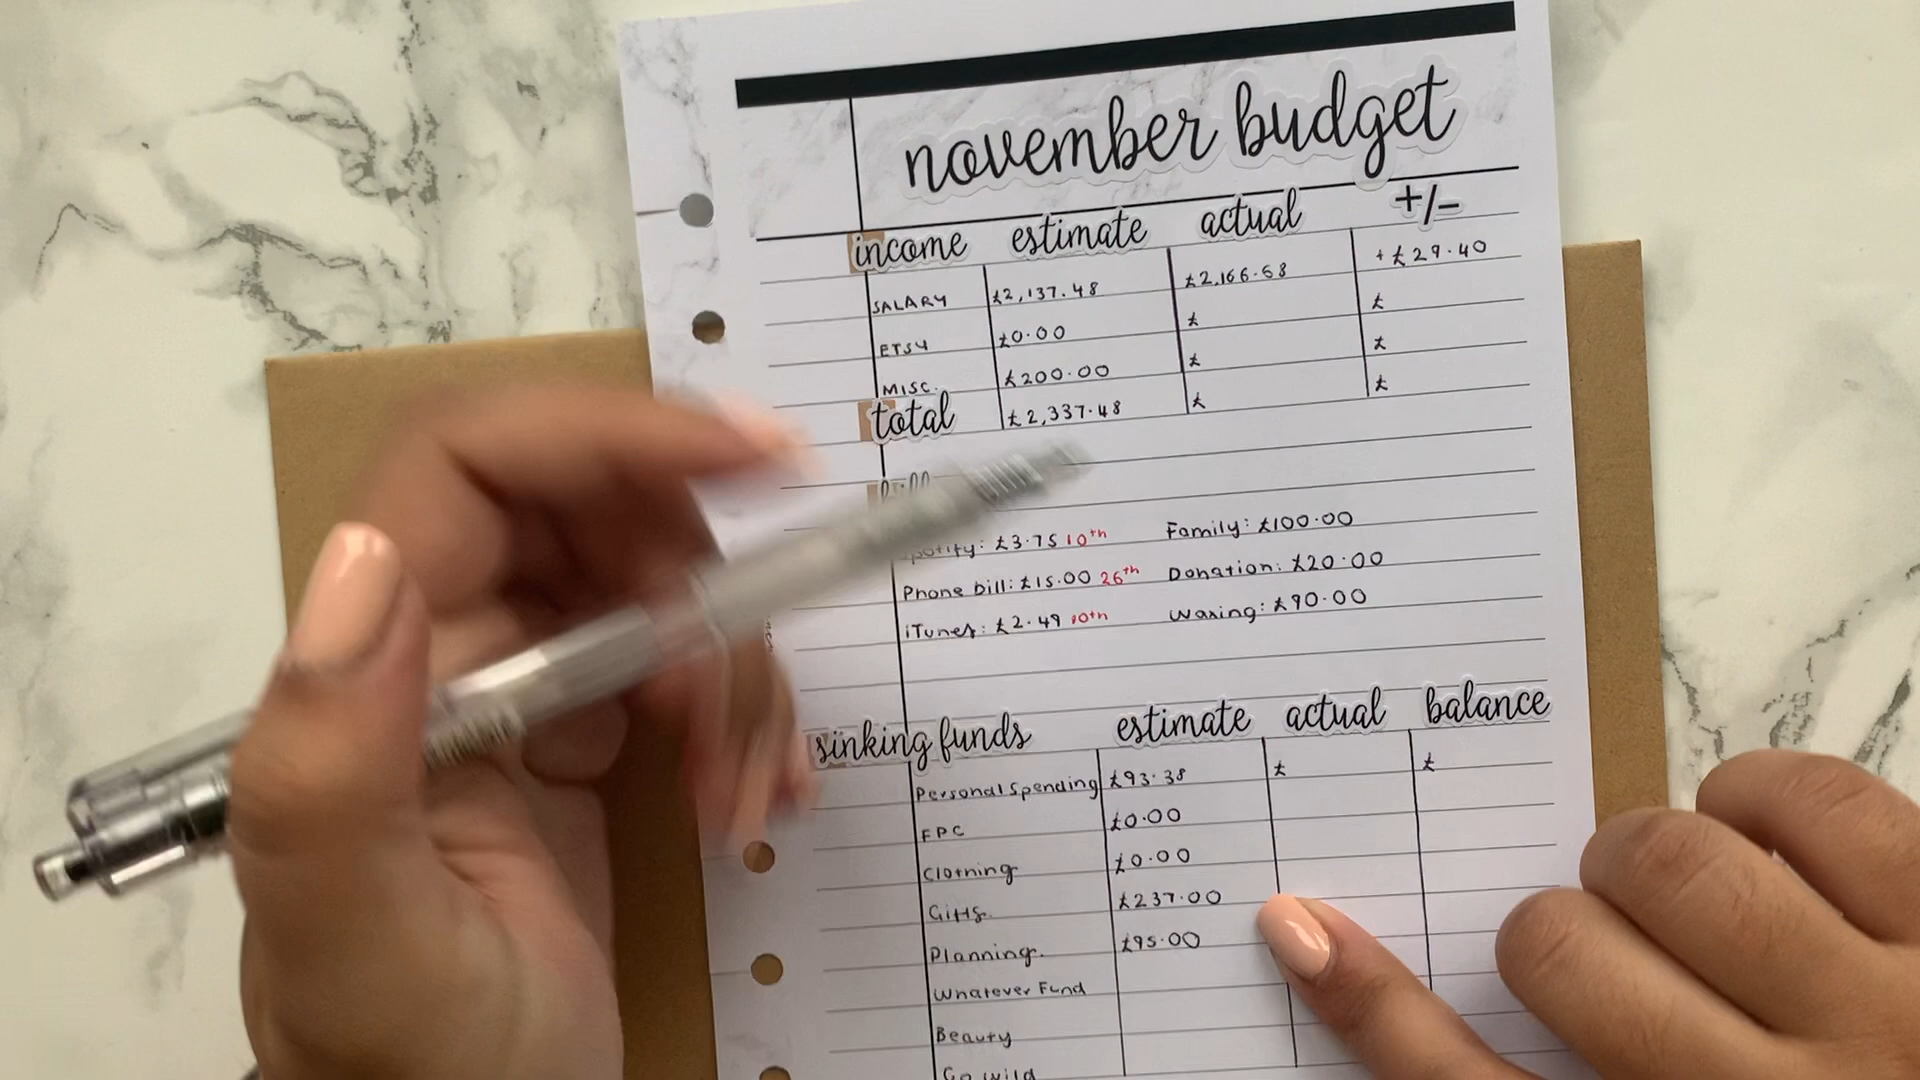 november budget
income estimate actual +/-
SALARY £2,137.48 £2,166.68 +£29.40
ETSY £0.00 £ £
MISC. £200.00 £ £
total £2,337.48 £ £
Spotify: £3.75 10th Family: £100.00
Phone bill: £15.00 26th Donation: £20.00
iTunes: £2.49 10th Waxing: £90.00
sinking funds estimate actual balance
Personal Spending £93.38 £ £
FPC £0.00
Clothing £0.00
Gifts. £237.00
Planning. £95.00
Whatever Fund
Beauty
Go Wild